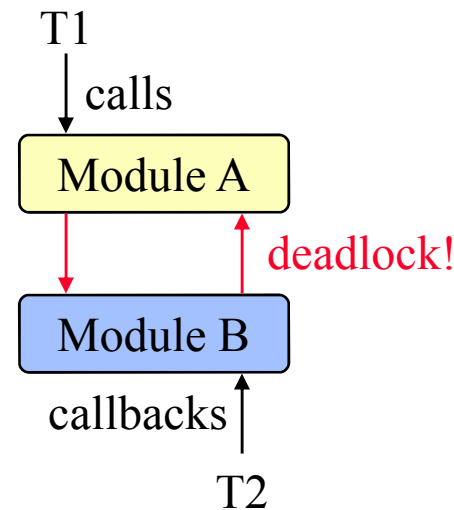 T1
calls
Module A
deadlock!
Module B
callbacks
T2